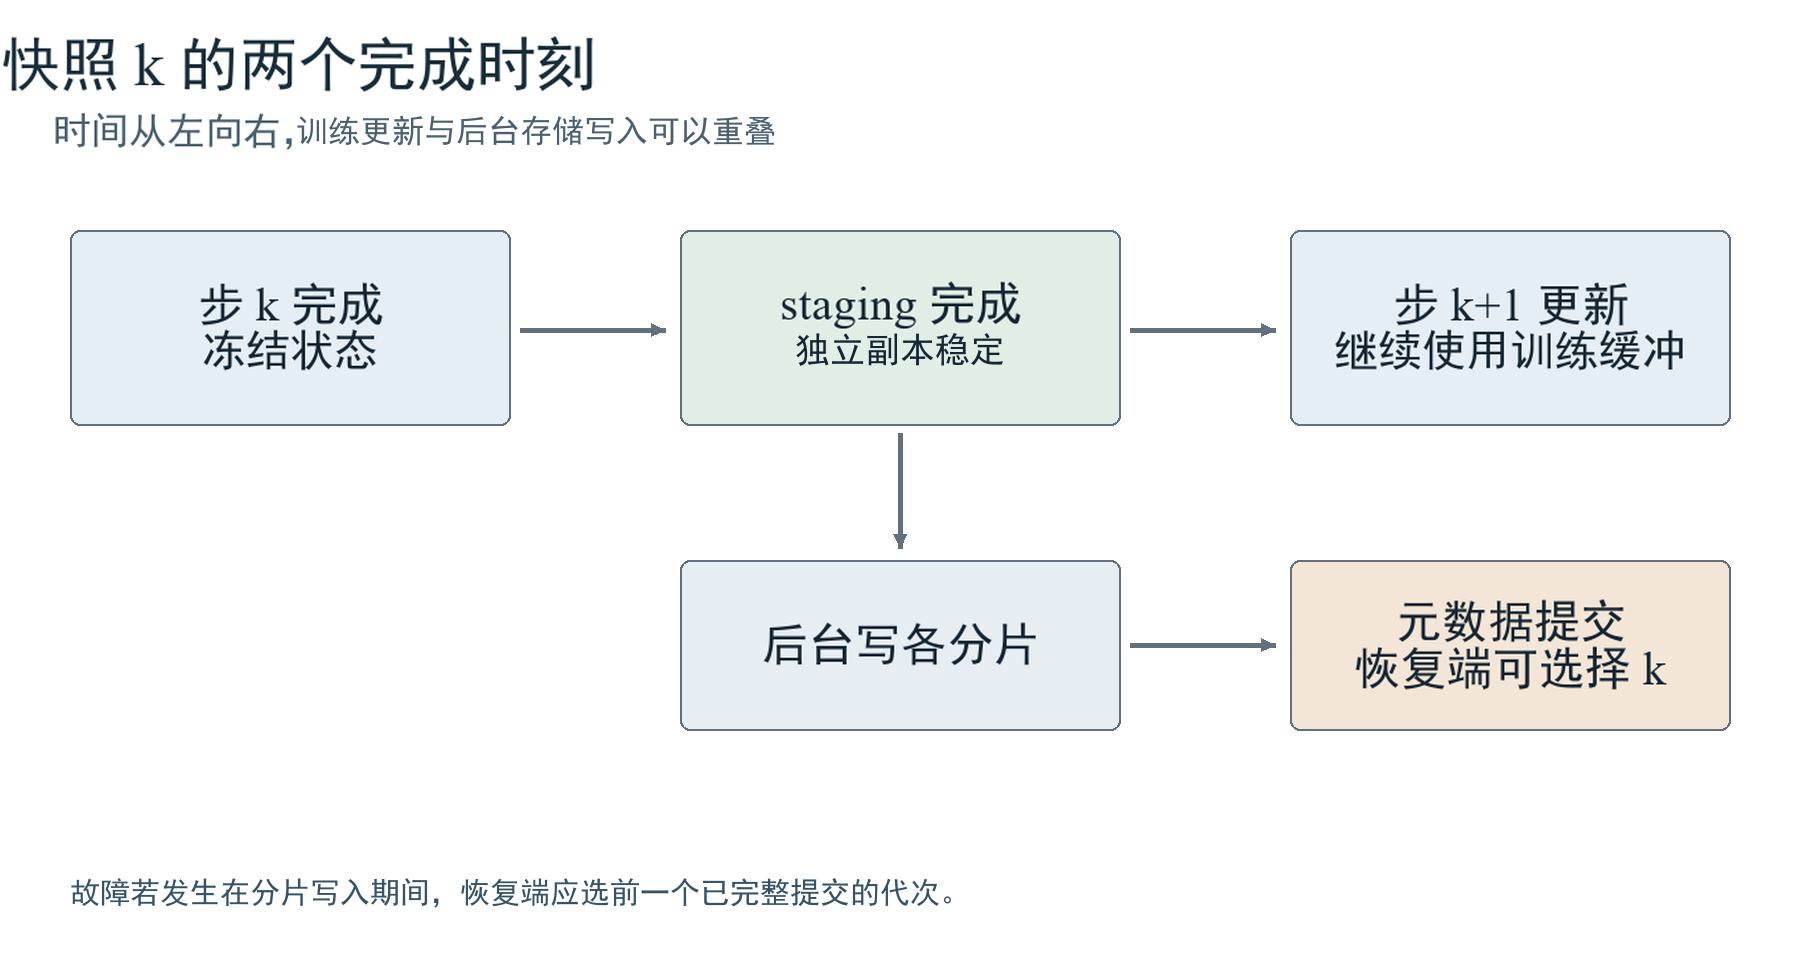 快照 k 的两个完成时刻
时间从左向右,训练更新与后台存储写入可以重叠
步 k 完成
冻结状态
staging 完成
独立副本稳定
步 k+1 更新
继续使用训练缓冲
后台写各分片
元数据提交
恢复端可选择 k
故障若发生在分片写入期间，恢复端应选前一个已完整提交的代次。